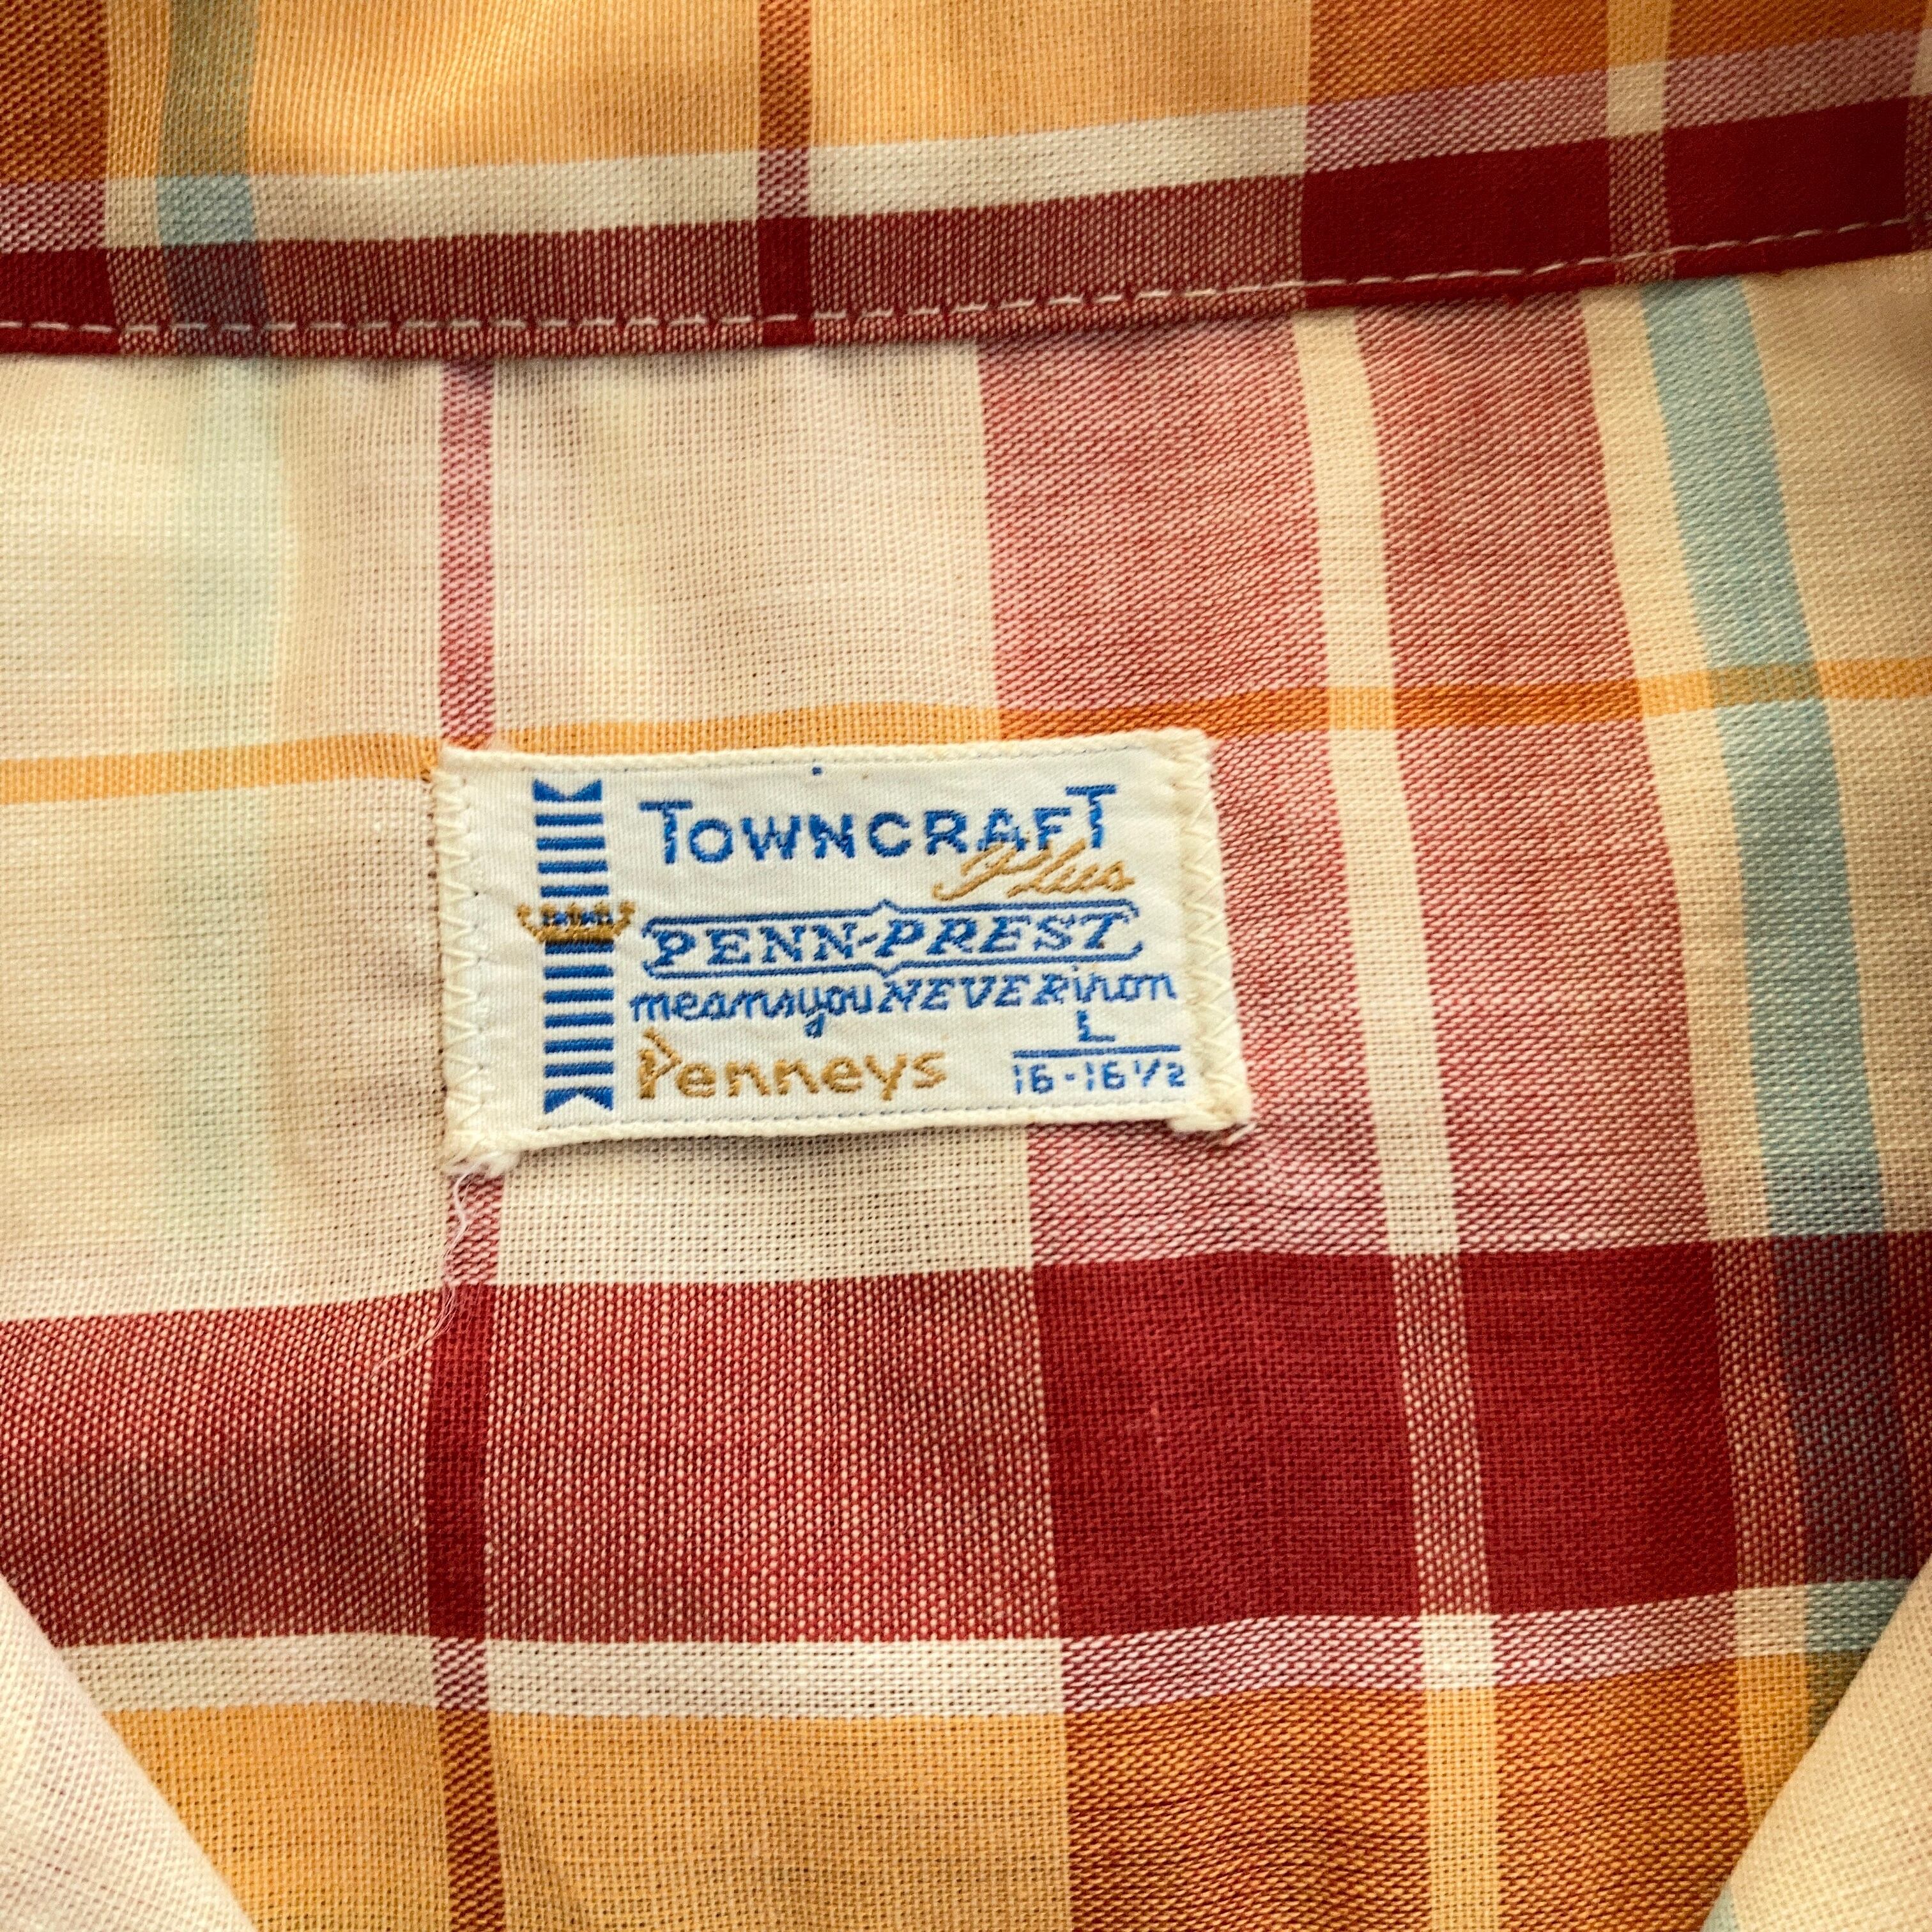 TOWNCRAFT
Plus
PENN-PREST
means you NEVER iron
L
Penneys 16-16 1/2